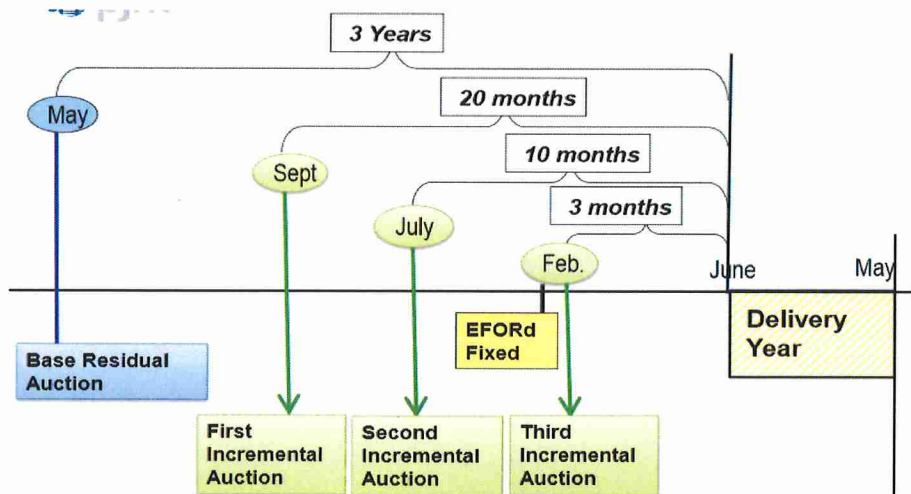 3 Years
May
20 months
Sept
10 months
July
3 months
Feb.
June
May
EFORd
Fixed
Delivery
Year
Base Residual
Auction
First
Incremental
Auction
Second
Incremental
Auction
Third
Incremental
Auction